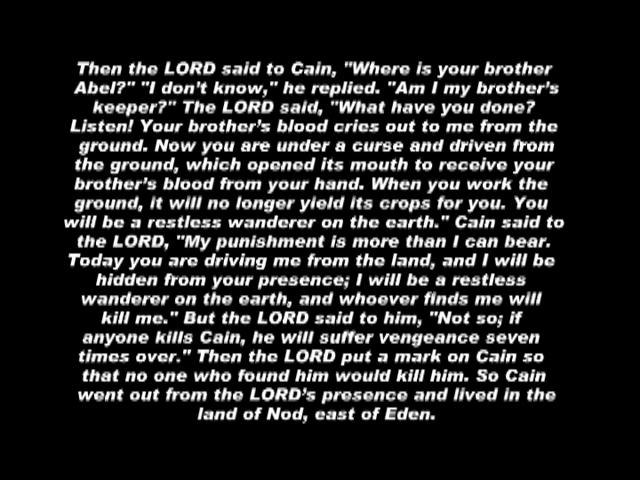 Then the LORD said to Cain, "Where is your brother
Abel?" "I don't know," he replied. "Am I my brother's
keeper?" The LORD said, "What have you done?
Listen! Your brother's blood cries out to me from the
ground. Now you are under a curse and driven from
the ground, which opened its mouth to receive your
brother's blood from your hand. When you work the
ground, it will no longer yield its crops for you. You
will be a restless wanderer on the earth." Cain said to
the LORD, "My punishment is more than I can bear.
Today you are driving me from the land, and I will be
hidden from your presence; I will be a restless
wanderer on the earth, and whoever finds me will
kill me." But the LORD said to him, "Not so; if
anyone kills Cain, he will suffer vengeance seven
times over." Then the LORD put a mark on Cain so
that no one who found him would kill him. So Cain
went out from the LORD's presence and lived in the
land of Nod, east of Eden.